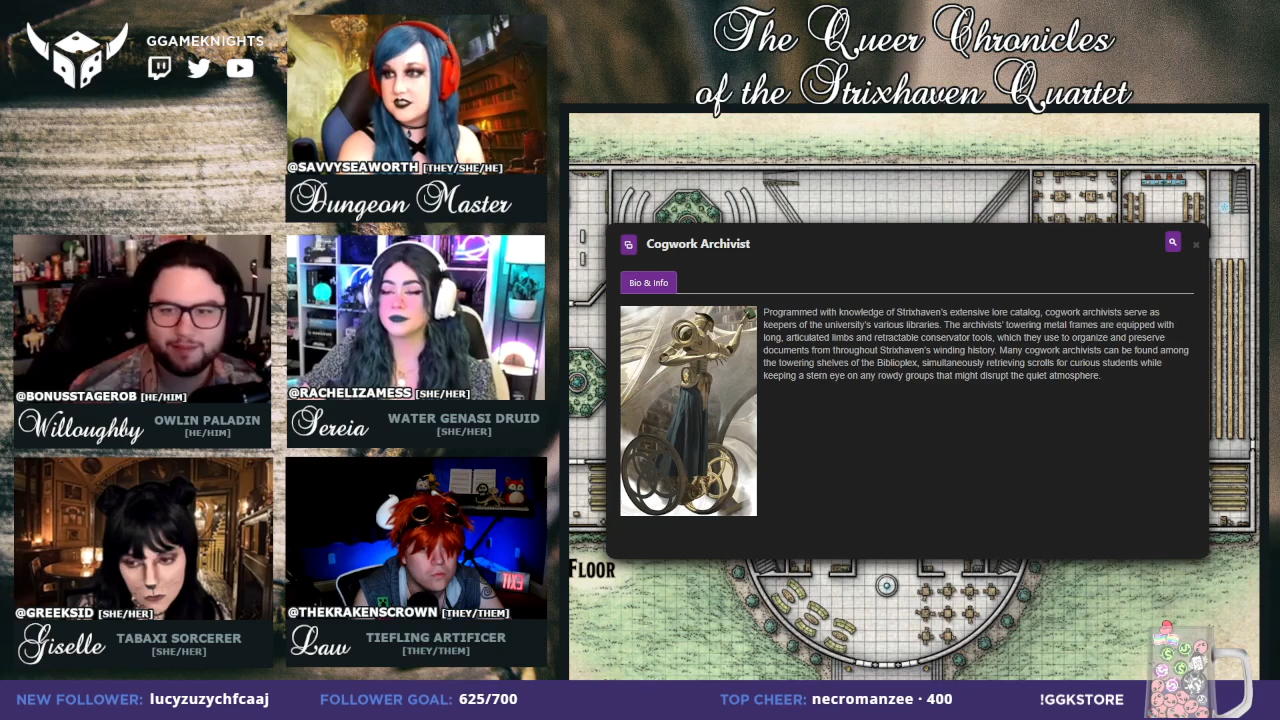 GGAMEKNIGHTS
The Queer Chronicles
of the Strixhaven Quartet
@SAVVYSEAWORTH [THEY/SHE/HE]
Dungeon Master
@BONUSSTAGEROB [HE/HIM]
Willoughby
OWLIN PALADIN
[HE/HIM]
@RACHELIZAMESS [SHE/HER]
Sereia
WATER GENASI DRUID
[SHE/HER]
@GREEKSID [SHE/HER]
Giselle
TABAXI SORCERER
[SHE/HER]
@THEKRAKENSCROWN [THEY/THEM]
Law
TIEFLING ARTIFICER
[THEY/THEM]
Cogwork Archivist
Bio & Info
Programmed with knowledge of Strixhaven's extensive lore catalog, cogwork archivists serve as
keepers of the university's various libraries. The archivists' towering metal frames are equipped with
long, articulated limbs and retractable conservator tools, which they use to organize and preserve
documents from throughout Strixhaven's winding history. Many cogwork archivists can be found among
the towering shelves of the Biblioplex, simultaneously retrieving scrolls for curious students while
keeping a stern eye on any rowdy groups that might disrupt the quiet atmosphere.
FLOOR
NEW FOLLOWER: lucyzuzychfcaaj
FOLLOWER GOAL: 625/700
TOP CHEER: necromanzee · 400
!GGKSTORE